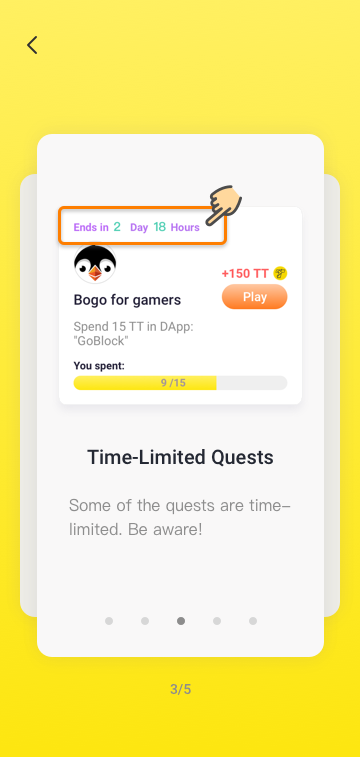 Ends in 2 Day 18 Hours
+150 TT
Bogo for gamers
Play
Spend 15 TT in DApp:
"GoBlock"
You spent:
9 /15
Time-Limited Quests
Some of the quests are time-
limited. Be aware!
3/5